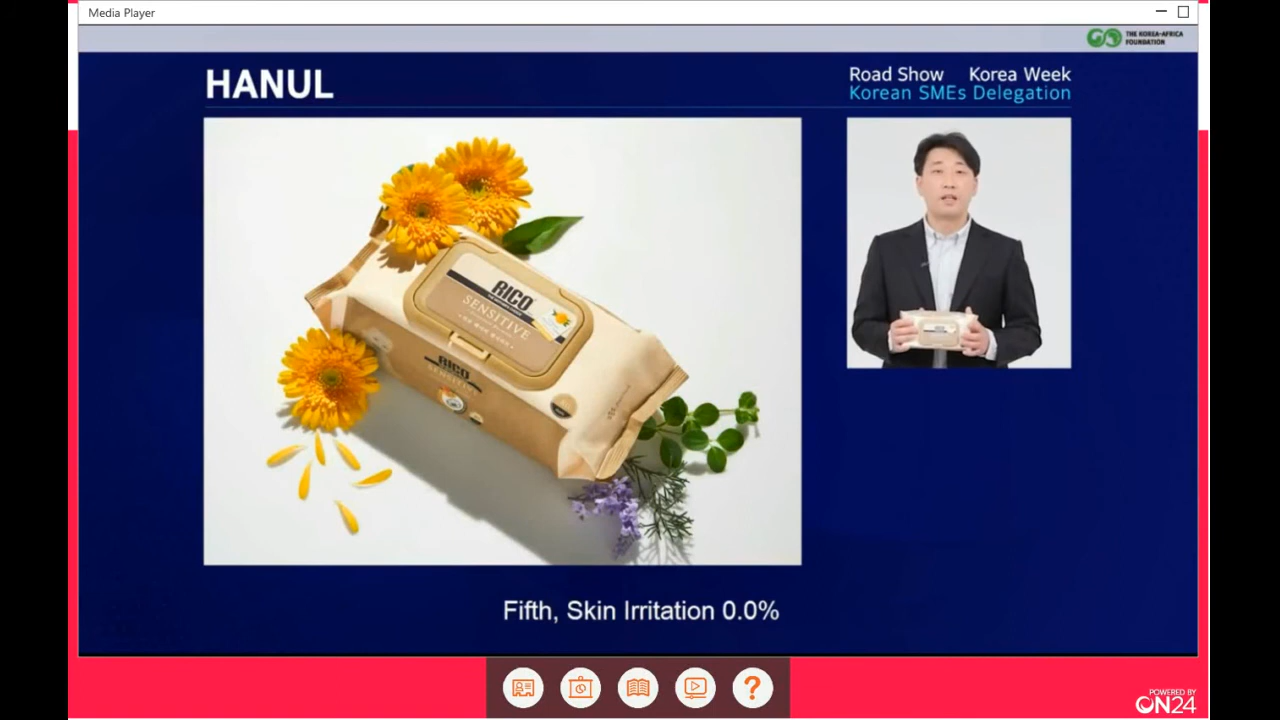 Media Player
THE KOREA-AFRICA
FOUNDATION
HANUL
Road Show Korea Week
Korean SMEs Delegation
RICO
SENSITIVE
RICO
SENSITIVE
Fifth, Skin Irritation 0.0%
?
POWERED BY
ON24